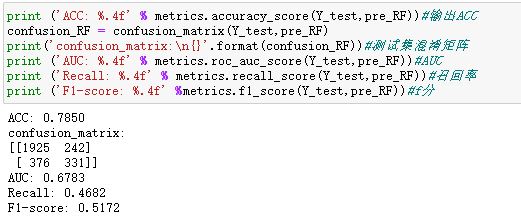 print ('ACC: %.4f' % metrics.accuracy_score(Y_test,pre_RF))#输出ACC
confusion_RF = confusion_matrix(Y_test,pre_RF)
print('confusion_matrix:\n{}'.format(confusion_RF))#测试集混淆矩阵
print ('AUC: %.4f' % metrics.roc_auc_score(Y_test,pre_RF))#AUC
print ('Recall: %.4f' % metrics.recall_score(Y_test,pre_RF))#召回率
print ('F1-score: %.4f' %metrics.f1_score(Y_test,pre_RF))#f分
ACC: 0.7850
confusion_matrix:
[[1925  242]
 [ 376  331]]
AUC: 0.6783
Recall: 0.4682
F1-score: 0.5172